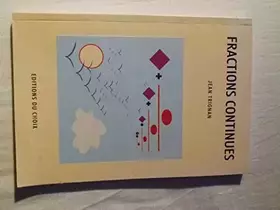 FRACTIONS CONTINUES
JEAN TRIGNAN
EDITIONS DU CHOIX